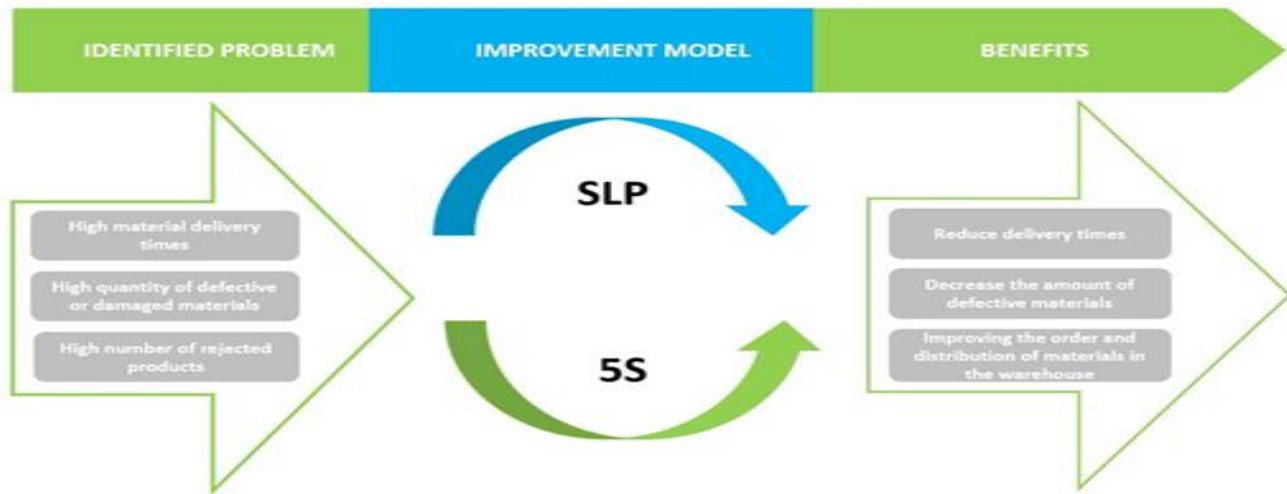 IDENTIFIED PROBLEM
IMPROVEMENT MODEL
BENEFITS
High material delivery
times
High quantity of defective
or damaged materials
High number of rejected
products
SLP
5S
Reduce delivery times
Decrease the amount of
defective materials
Improving the order and
distribution of materials in
the warehouse